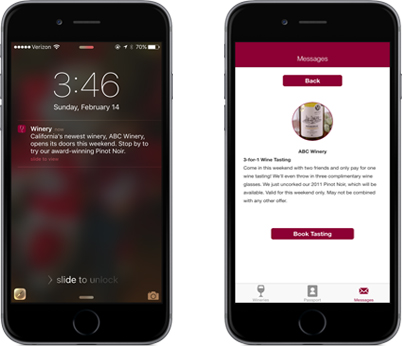 Verizon
70%
3:46
Sunday, February 14
Winery now
California's newest winery, ABC Winery,
opens its doors this weekend. Stop by to
try our award-winning Pinot Noir.
slide to view
> slide to unlock
Messages
Back
ABC Winery
3-for-1 Wine Tasting
Come in this weekend with two friends and only pay for one
wine tasting! We'll even throw in three complimentary wine
glasses. We just uncorked our 2011 Pinot Noir, which will be
available. Valid for this weekend only. May not be combined
with any other offer.
Book Tasting
Wineries
Passport
Messages